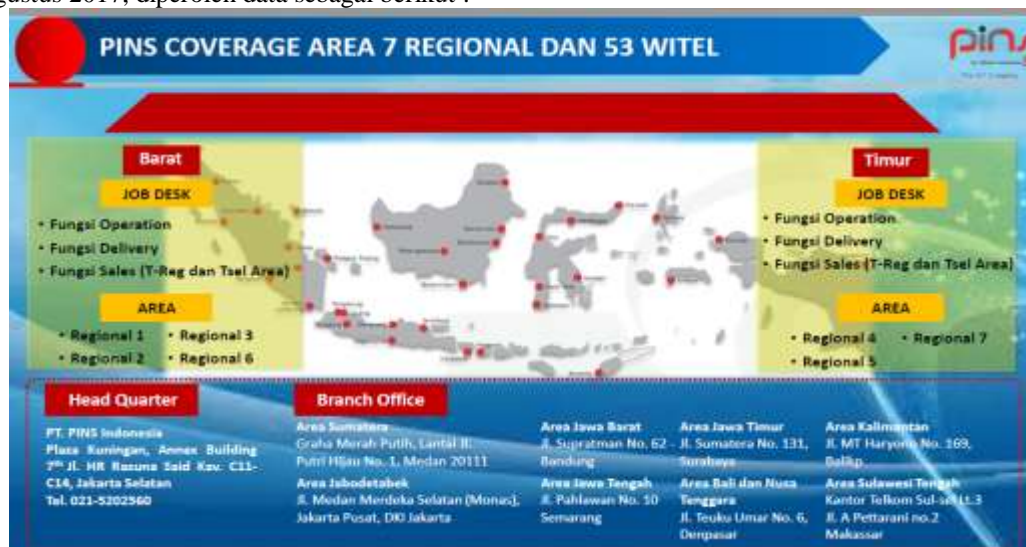 gustus 2017, diperoleh data sebagai berikut :
PINS COVERAGE AREA 7 REGIONAL DAN 53 WITEL
pins
Barat
JOB DESK
• Fungsi Operation
• Fungsi Delivery
• Fungsi Sales (T-Reg dan Tsel Area)
AREA
• Regional 1 • Regional 3
• Regional 2 • Regional 6
Timur
JOB DESK
• Fungsi Operation
• Fungsi Delivery
• Fungsi Sales (T-Reg dan Tsel Area)
AREA
• Regional 4 • Regional 7
• Regional 5
Head Quarter
PT. PINS Indonesia
Plaza Kuningan, Annex Building
7th Jl. HR Rasuna Said Kav. C11-
C14, Jakarta Selatan
Tel. 021-5202560
Branch Office
Area Sumatera
Graha Merah Putih, Lantai II.
Putri Hijau No. 1, Medan 20111
Area Jabodetabek
Jl. Medan Merdeka Selatan (Monas),
Jakarta Pusat, DKI Jakarta
Area Jawa Barat
Jl. Supratman No. 62 -
Bandung
Area Jawa Tengah
Jl. Pahlawan No. 10
Semarang
Area Jawa Timur
Jl. Sumatera No. 131,
Surabaya
Area Bali dan Nusa
Tenggara
Jl. Teuku Umar No. 6,
Denpasar
Area Kalimantan
Jl. MT Haryono No. 169,
Balikp
Area Sulawesi Tengah
Kantor Telkom Sul-sel Lt.3
Jl. A Pettarani no.2
Makassar